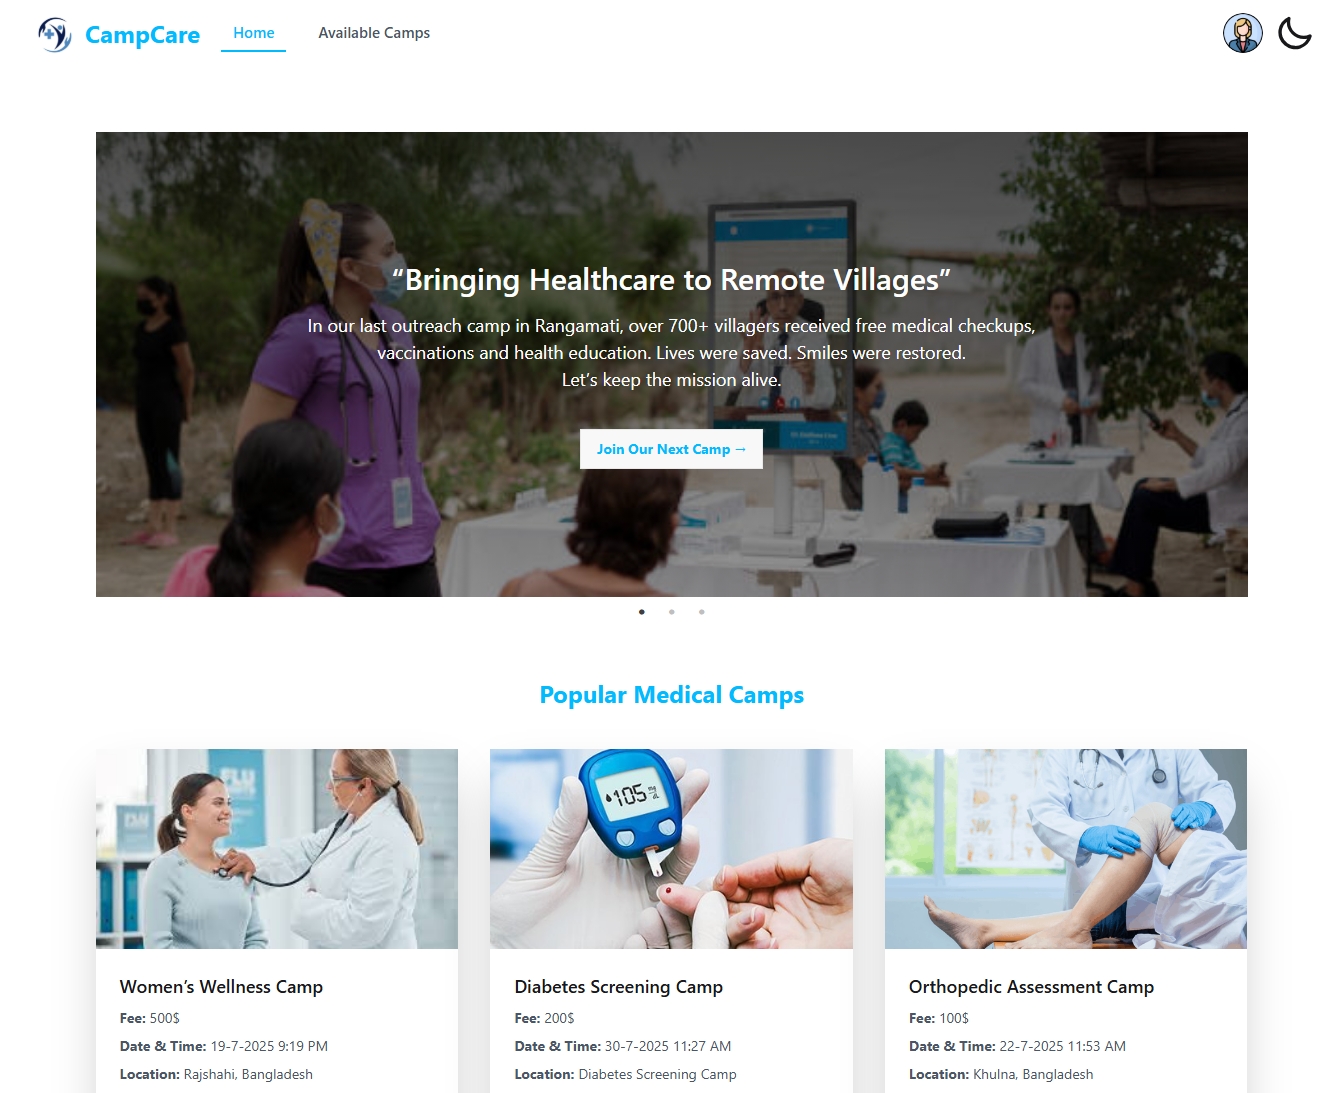 CampCare
Home
Available Camps
“Bringing Healthcare to Remote Villages”
In our last outreach camp in Rangamati, over 700+ villagers received free medical checkups,
vaccinations and health education. Lives were saved. Smiles were restored.
Let’s keep the mission alive.
Join Our Next Camp →
Popular Medical Camps
FLU
105 mg/dL
Women’s Wellness Camp
Fee: 500$
Date & Time: 19-7-2025 9:19 PM
Location: Rajshahi, Bangladesh
Diabetes Screening Camp
Fee: 200$
Date & Time: 30-7-2025 11:27 AM
Location: Diabetes Screening Camp
Orthopedic Assessment Camp
Fee: 100$
Date & Time: 22-7-2025 11:53 AM
Location: Khulna, Bangladesh